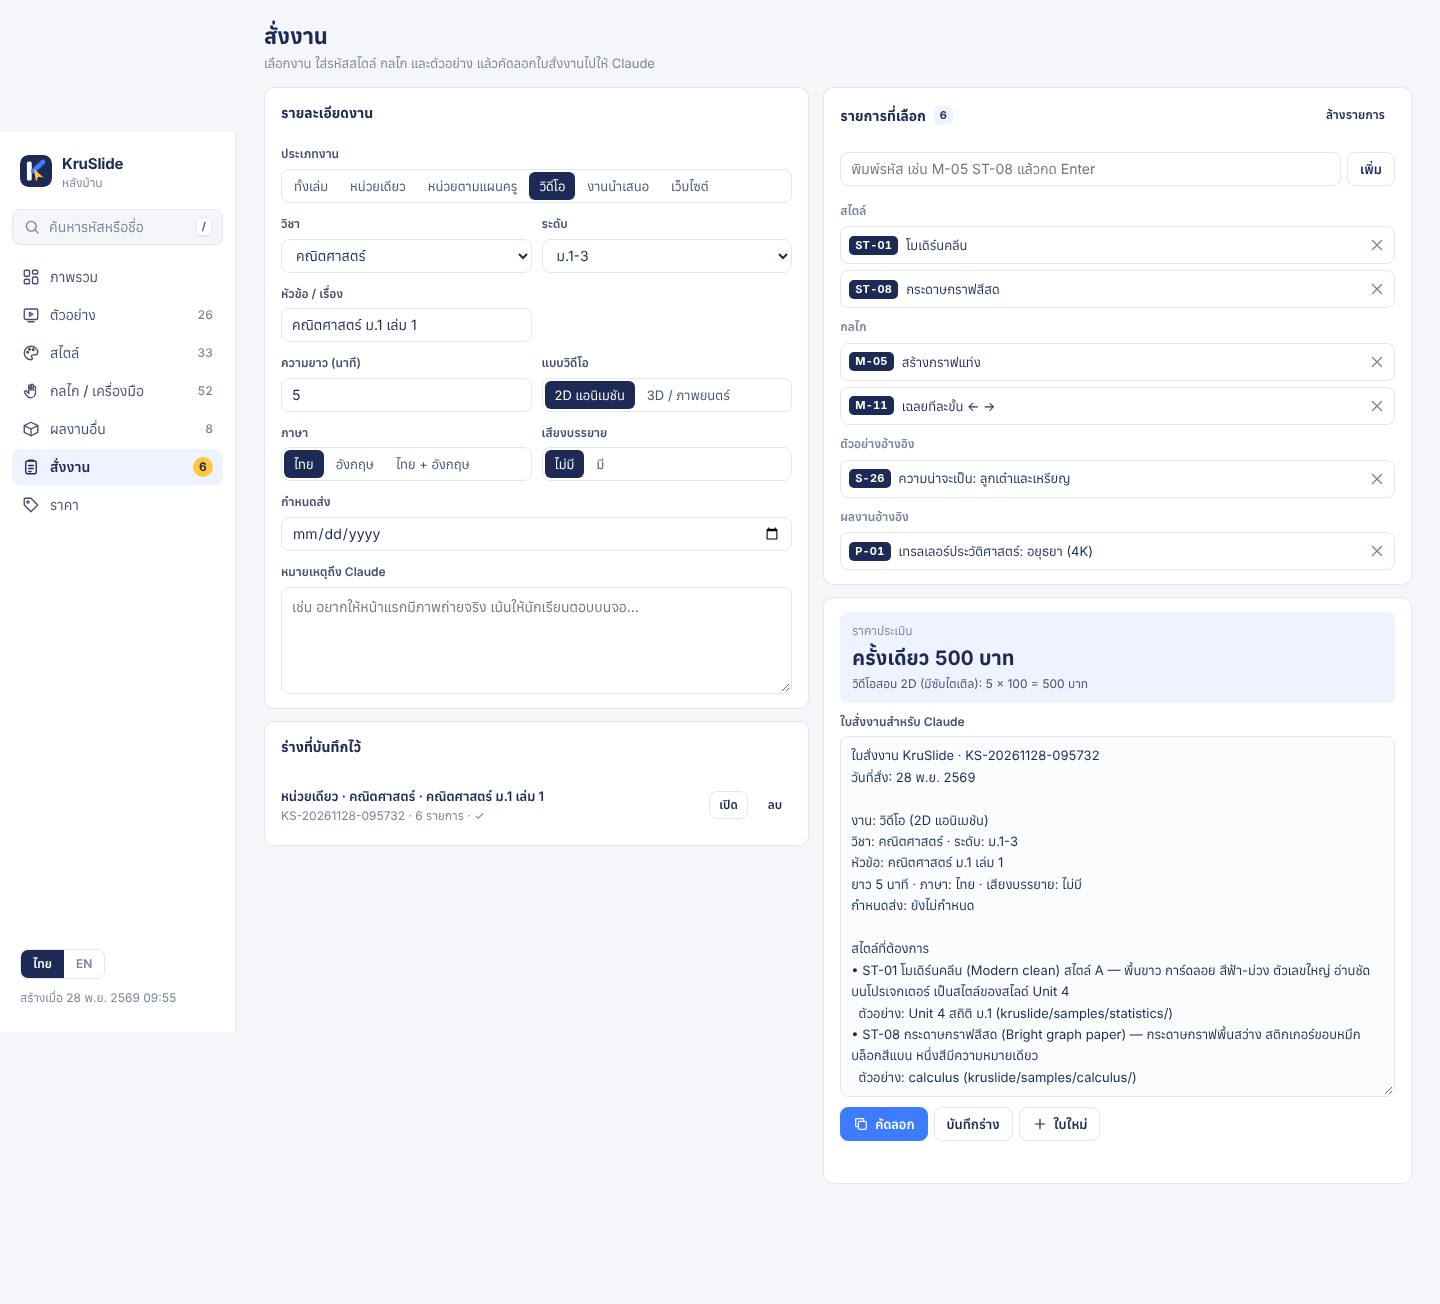 สั่งงาน
เลือกงาน ใส่รหัสสไตล์ กลไก และตัวอย่าง แล้วคัดลอกใบสั่งงานไปให้ Claude
KruSlide
หลังบ้าน
ค้นหารหัสหรือชื่อ /
ภาพรวม
ตัวอย่าง 26
สไตล์ 33
กลไก / เครื่องมือ 52
ผลงานอื่น 8
สั่งงาน 6
ราคา
ไทย EN
สร้างเมื่อ 28 พ.ย. 2569 09:55
รายละเอียดงาน
ประเภทงาน
ทั้งเล่ม หน่วยเดียว หน่วยตามแผนครู วิดีโอ งานนำเสนอ เว็บไซต์
วิชา ระดับ
คณิตศาสตร์ ม.1-3
หัวข้อ / เรื่อง
คณิตศาสตร์ ม.1 เล่ม 1
ความยาว (นาที) แบบวิดีโอ
5 2D แอนิเมชัน 3D / ภาพยนตร์
ภาษา เสียงบรรยาย
ไทย อังกฤษ ไทย + อังกฤษ ไม่มี มี
กำหนดส่ง
mm/dd/yyyy
หมายเหตุถึง Claude
เช่น อยากให้หน้าแรกมีภาพถ่ายจริง เน้นให้นักเรียนตอบบนจอ...
ร่างที่บันทึกไว้
หน่วยเดียว · คณิตศาสตร์ · คณิตศาสตร์ ม.1 เล่ม 1
KS-20261128-095732 · 6 รายการ · ✓
เปิด ลบ
รายการที่เลือก 6 ล้างรายการ
พิมพ์รหัส เช่น M-05 ST-08 แล้วกด Enter เพิ่ม
สไตล์
ST-01 โมเดิร์นคลีน
ST-08 กระดาษกราฟสีสด
กลไก
M-05 สร้างกราฟแท่ง
M-11 เฉลยทีละขั้น ← →
ตัวอย่างอ้างอิง
S-26 ความน่าจะเป็น: ลูกเต๋าและเหรียญ
ผลงานอ้างอิง
P-01 เทรลเลอร์ประวัติศาสตร์: อยุธยา (4K)
ราคาประเมิน
ครั้งเดียว 500 บาท
วิดีโอสอน 2D (มีซับไตเติล): 5 × 100 = 500 บาท
ใบสั่งงานสำหรับ Claude
ใบสั่งงาน KruSlide · KS-20261128-095732
วันที่สั่ง: 28 พ.ย. 2569
งาน: วิดีโอ (2D แอนิเมชัน)
วิชา: คณิตศาสตร์ · ระดับ: ม.1-3
หัวข้อ: คณิตศาสตร์ ม.1 เล่ม 1
ยาว 5 นาที · ภาษา: ไทย · เสียงบรรยาย: ไม่มี
กำหนดส่ง: ยังไม่กำหนด
สไตล์ที่ต้องการ
• ST-01 โมเดิร์นคลีน (Modern clean) สไตล์ A — พื้นขาว การ์ดลอย สีฟ้า-ม่วง ตัวเลขใหญ่ อ่านชัด
บนโปรเจกเตอร์ เป็นสไตล์ของสไลด์ Unit 4
ตัวอย่าง: Unit 4 สถิติ ม.1 (kruslide/samples/statistics/)
• ST-08 กระดาษกราฟสีสด (Bright graph paper) — กระดาษกราฟพื้นสว่าง สติกเกอร์ขอบหมึก
บล็อกสีแบน หนึ่งสีมีความหมายเดียว
ตัวอย่าง: calculus (kruslide/samples/calculus/)
คัดลอก บันทึกร่าง + ใบใหม่